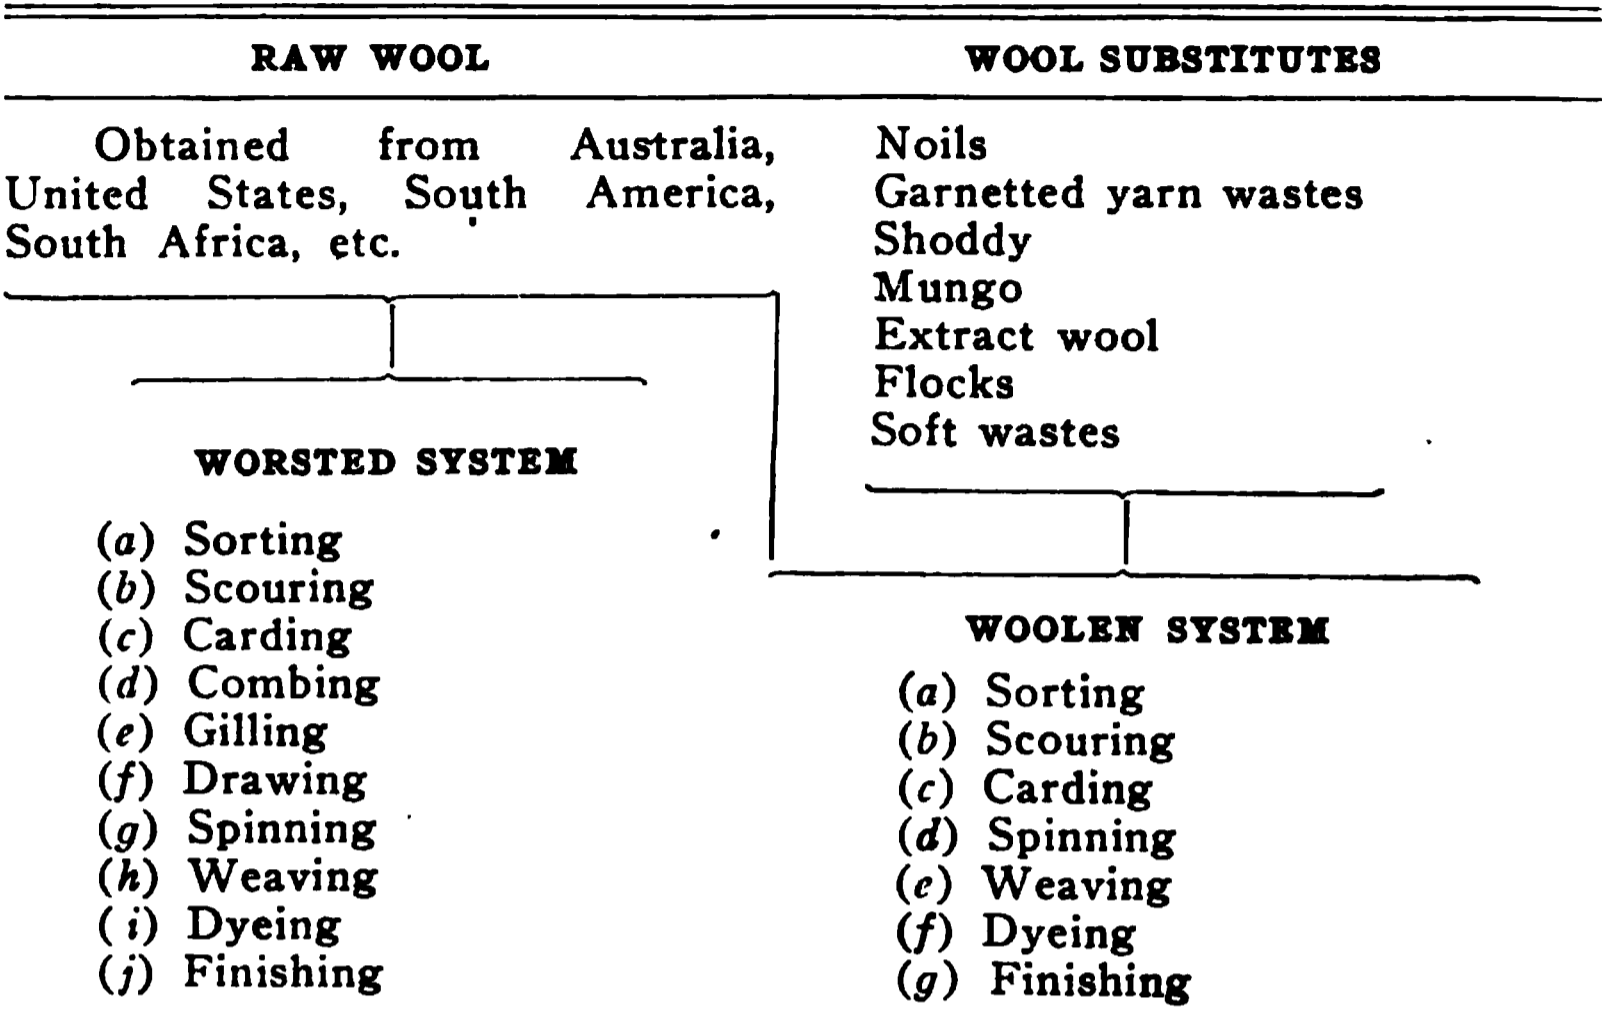 RAW WOOL
Obtained from Australia,
United States, South America,
South Africa, etc.
WORSTED SYSTEM
(a) Sorting
(b) Scouring
(c) Carding
(d) Combing
(e) Gilling
(f) Drawing
(g) Spinning
(h) Weaving
(i) Dyeing
(j) Finishing
WOOL SUBSTITUTES
Noils
Garnetted yarn wastes
Shoddy
Mungo
Extract wool
Flocks
Soft wastes
WOOLEN SYSTEM
(a) Sorting
(b) Scouring
(c) Carding
(d) Spinning
(e) Weaving
(f) Dyeing
(g) Finishing